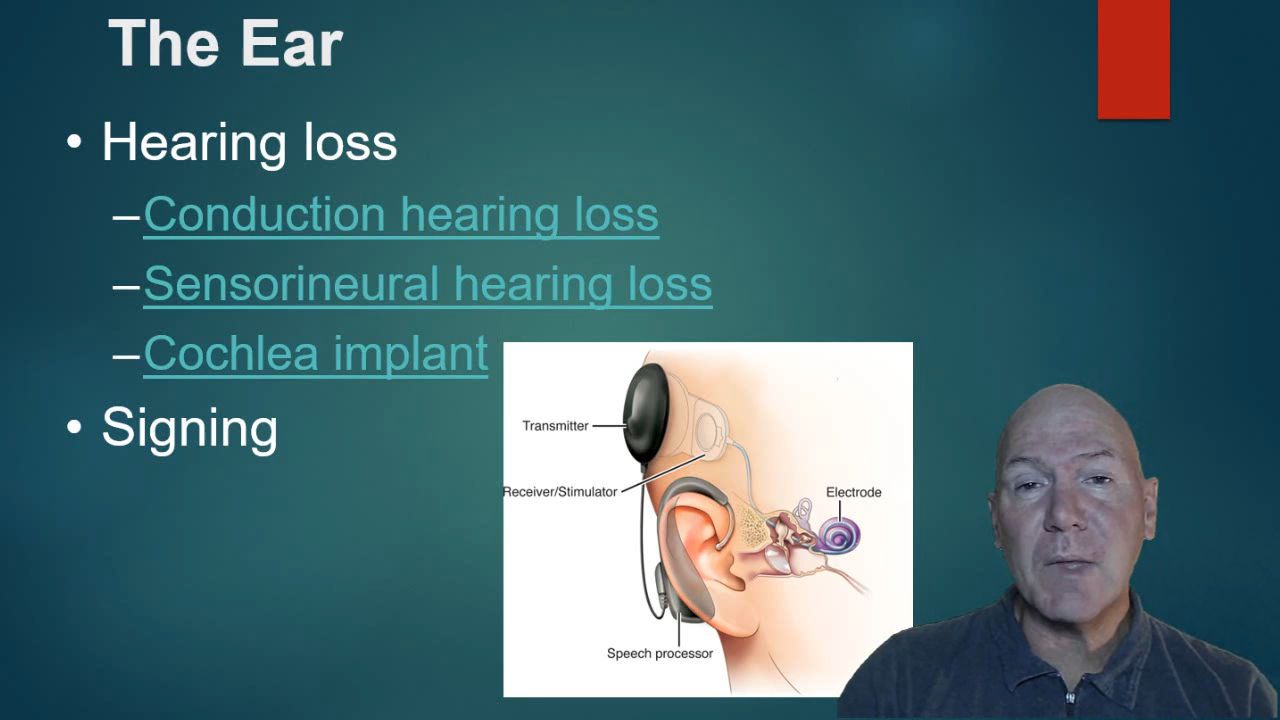 The Ear
• Hearing loss
–Conduction hearing loss
–Sensorineural hearing loss
–Cochlea implant
• Signing
Transmitter
Receiver/Stimulator
Electrode
Speech processor